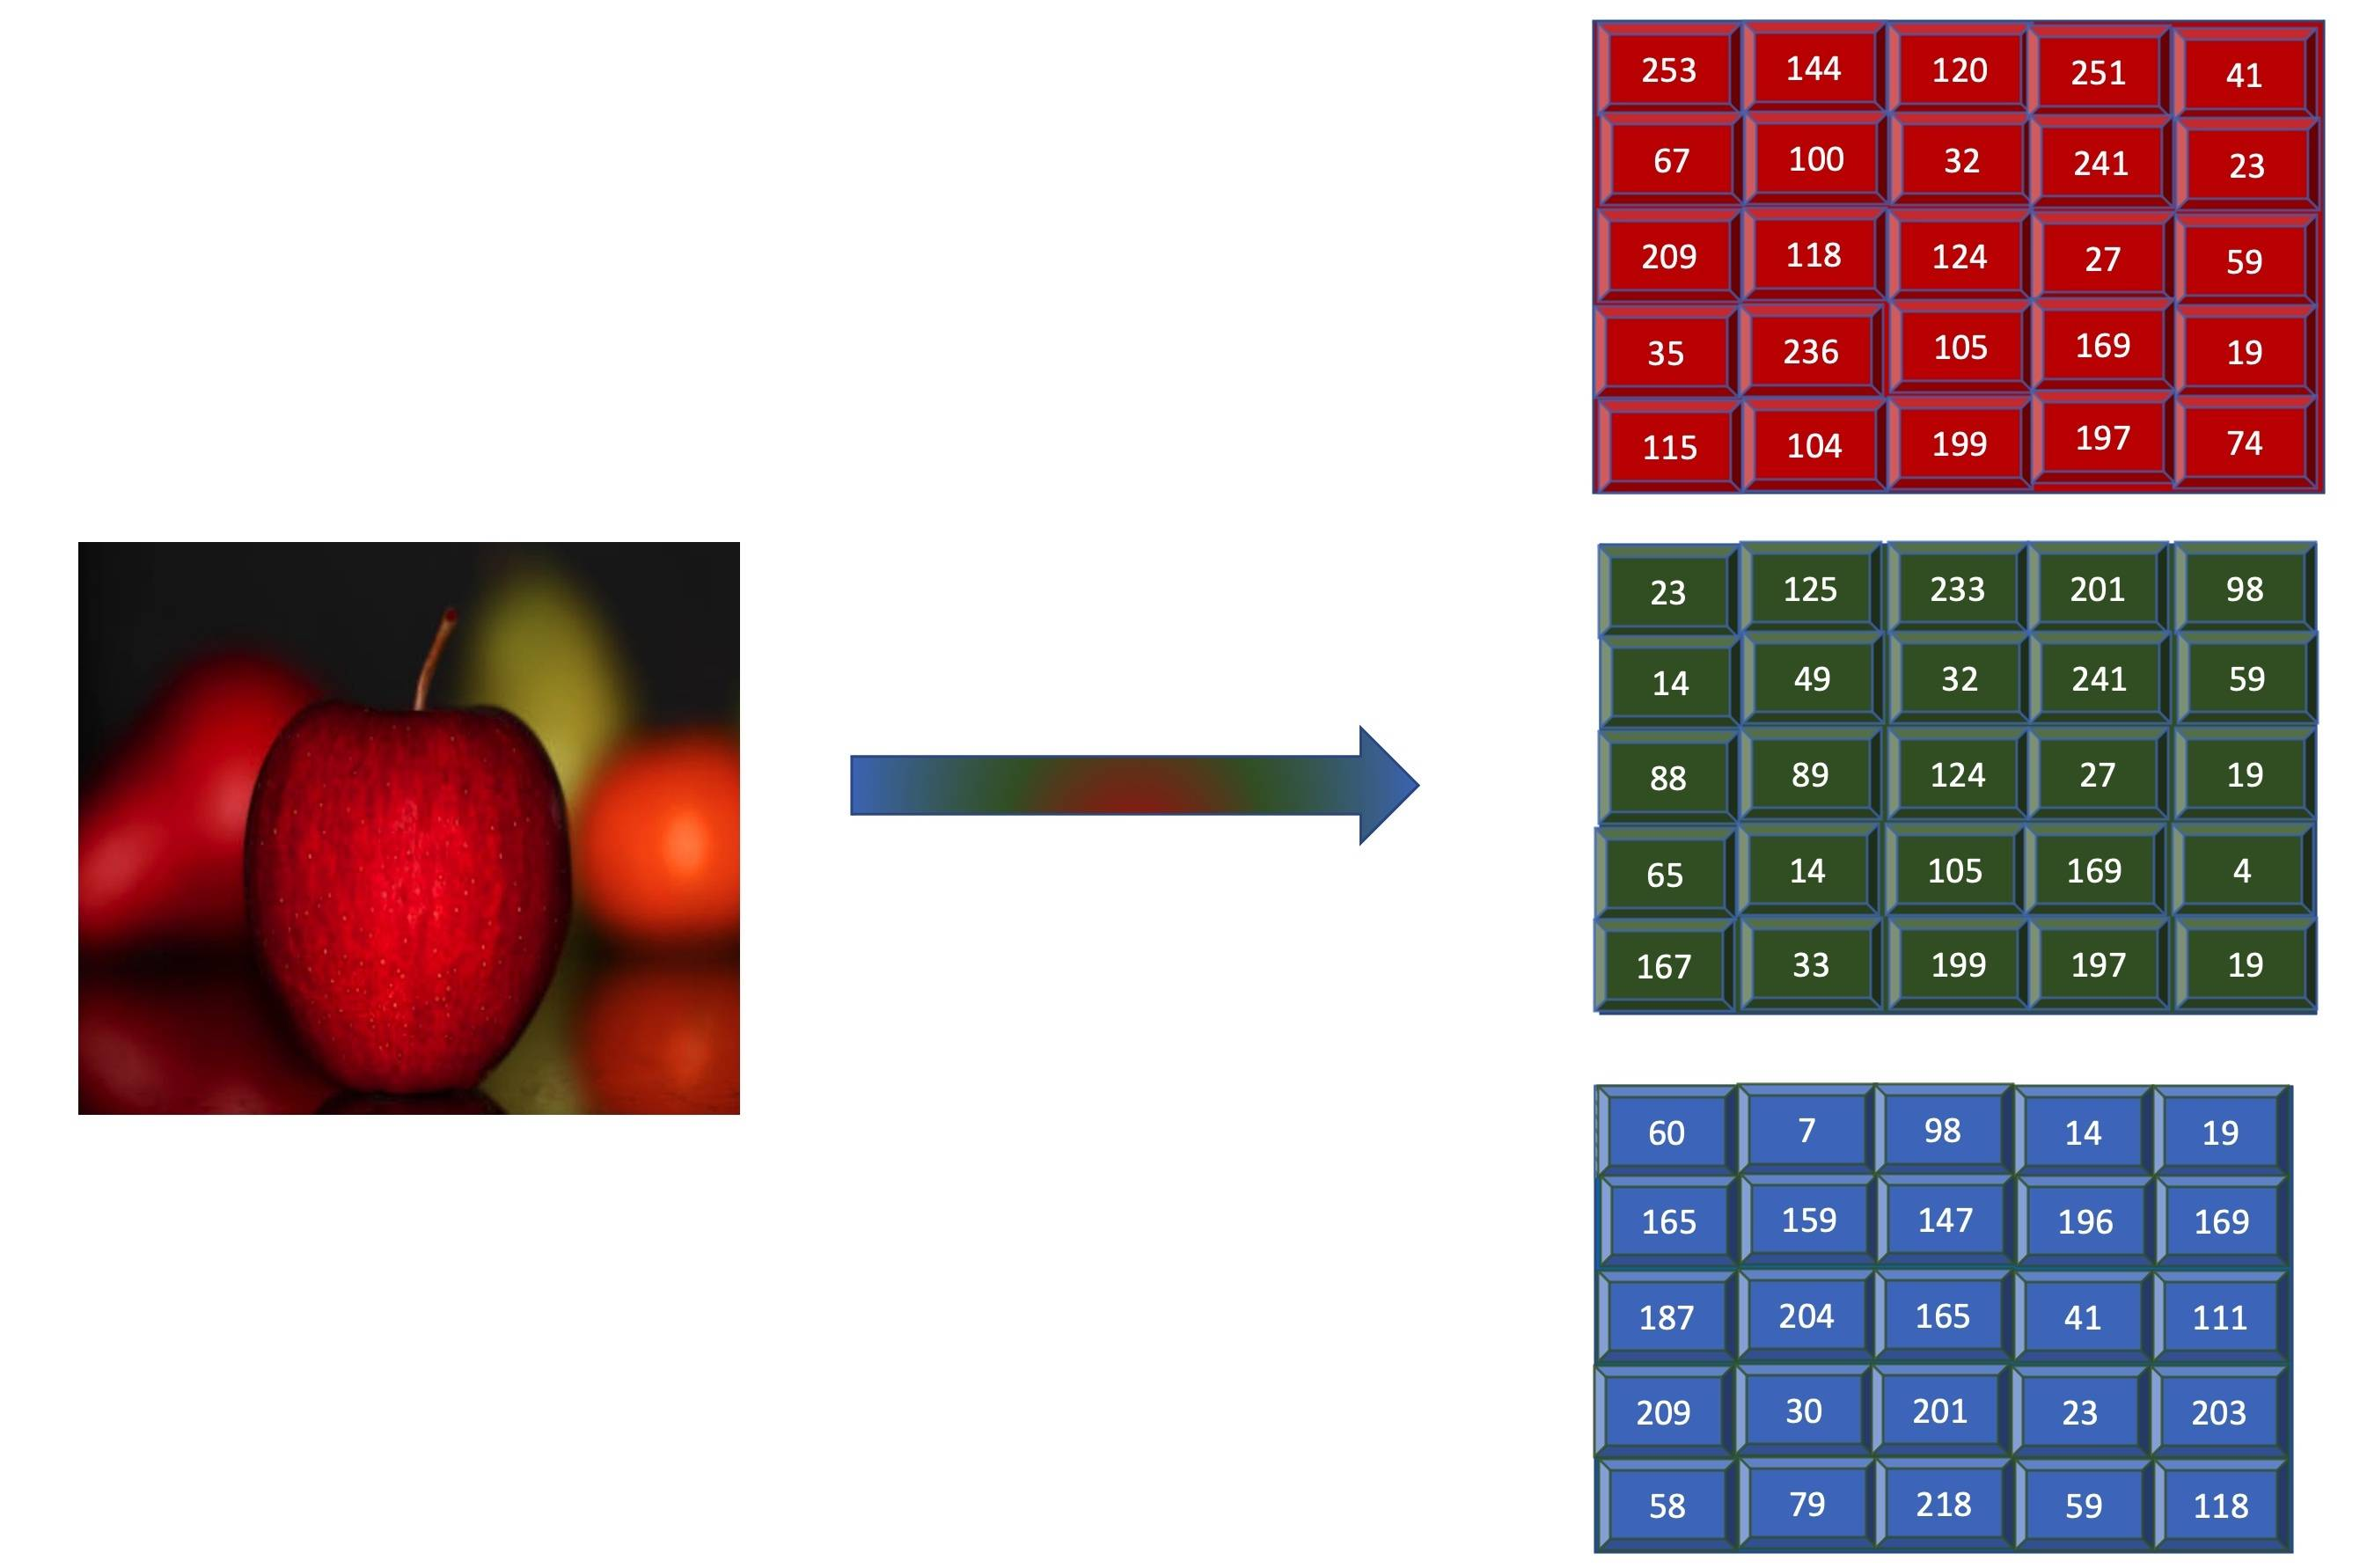 253 144 120 251 41
67 100 32 241 23
209 118 124 27 59
35 236 105 169 19
115 104 199 197 74
23 125 233 201 98
14 49 32 241 59
88 89 124 27 19
65 14 105 169 4
167 33 199 197 19
60 7 98 14 19
165 159 147 196 169
187 204 165 41 111
209 30 201 23 203
58 79 218 59 118